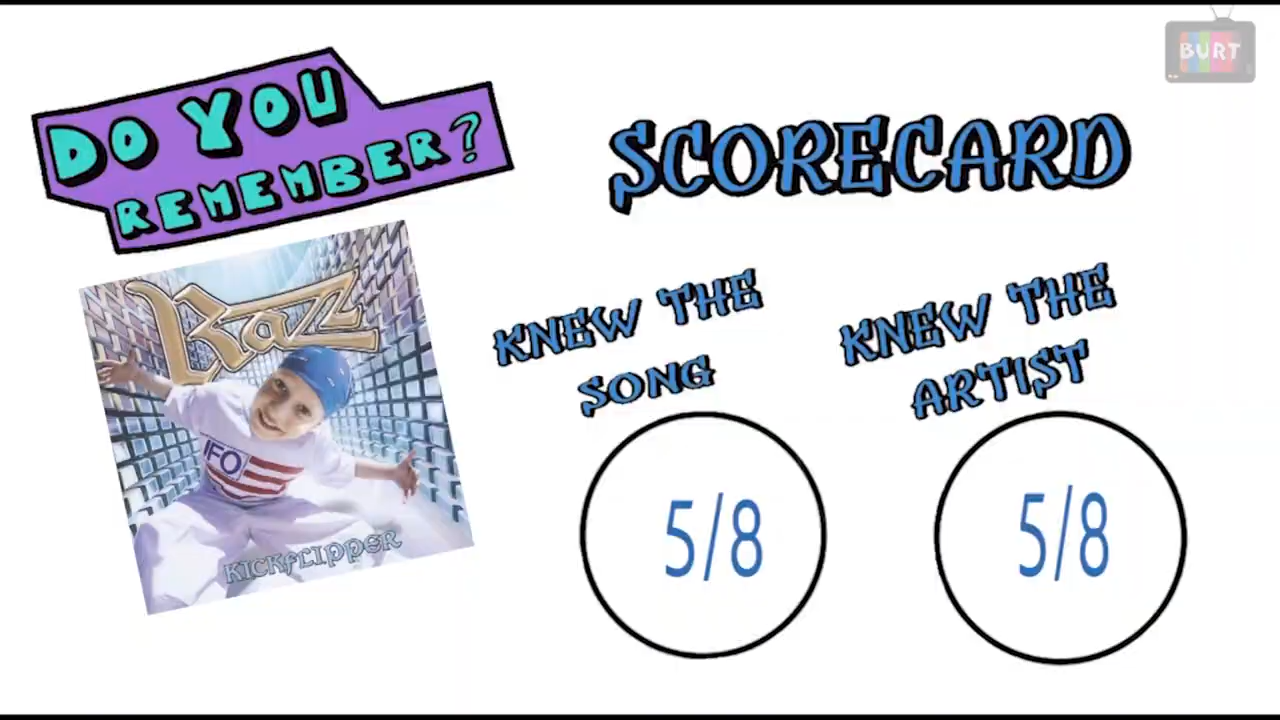 BURT
DO YOU
REMEMBER?
SCORECARD
Razz
IFO
KICKFLIPPER
KNEW THE
SONG
5/8
KNEW THE
ARTIST
5/8